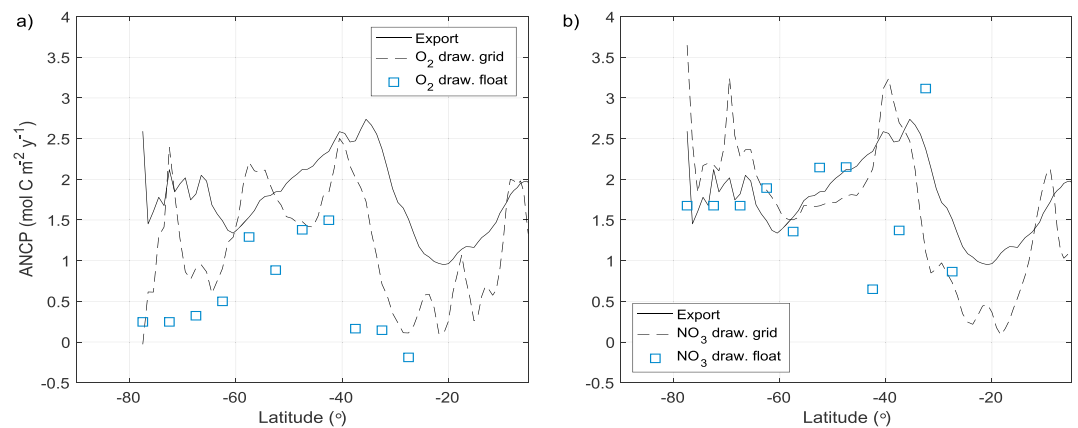 a)
4
3.5
3
2.5
2
1.5
1
0.5
0
-0.5
ANCP (mol C m⁻² y⁻¹)
Export
O₂ draw. grid
O₂ draw. float
-80 -60 -40 -20
Latitude (°)
b)
4
3.5
3
2.5
2
1.5
1
0.5
0
-0.5
Export
NO₃ draw. grid
NO₃ draw. float
-80 -60 -40 -20
Latitude (°)